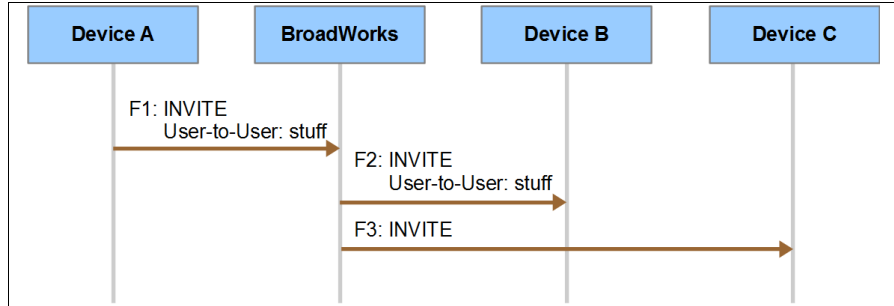 Device A
BroadWorks
Device B
Device C
F1: INVITE
User-to-User: stuff
F2: INVITE
User-to-User: stuff
F3: INVITE